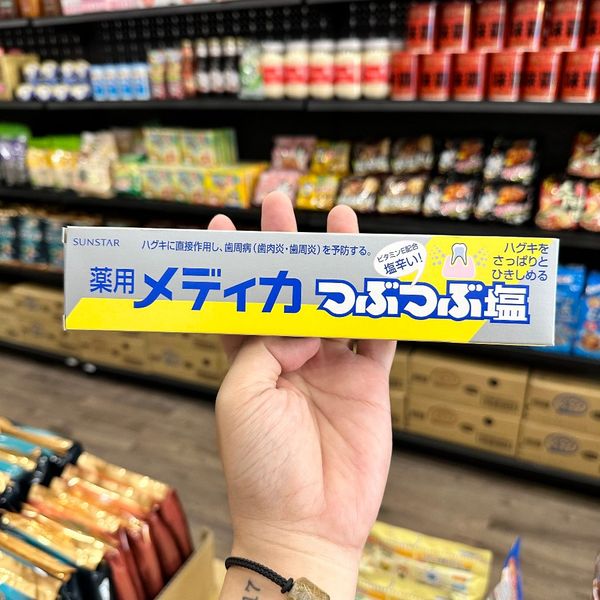 SUNSTAR
ハグキに直接作用し、歯周病(歯肉炎・歯周炎)を予防する。
薬用 メディカ つぶつぶ塩
ビタミンE配合
塩辛い!
ハグキを
さっぱりと
ひきしめる
17